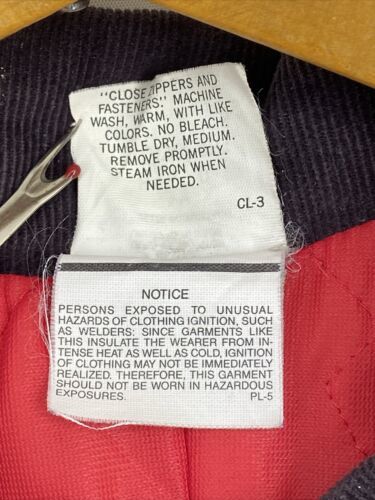 "CLOSE ZIPPERS AND
FASTENERS." MACHINE
WASH, WARM, WITH LIKE
COLORS. NO BLEACH.
TUMBLE DRY, MEDIUM.
REMOVE PROMPTLY.
STEAM IRON WHEN
NEEDED.
CL-3
NOTICE
PERSONS EXPOSED TO UNUSUAL
HAZARDS OF CLOTHING IGNITION, SUCH
AS WELDERS: SINCE GARMENTS LIKE
THIS INSULATE THE WEARER FROM IN-
TENSE HEAT AS WELL AS COLD, IGNITION
OF CLOTHING MAY NOT BE IMMEDIATELY
REALIZED. THEREFORE, THIS GARMENT
SHOULD NOT BE WORN IN HAZARDOUS
EXPOSURES. PL-5